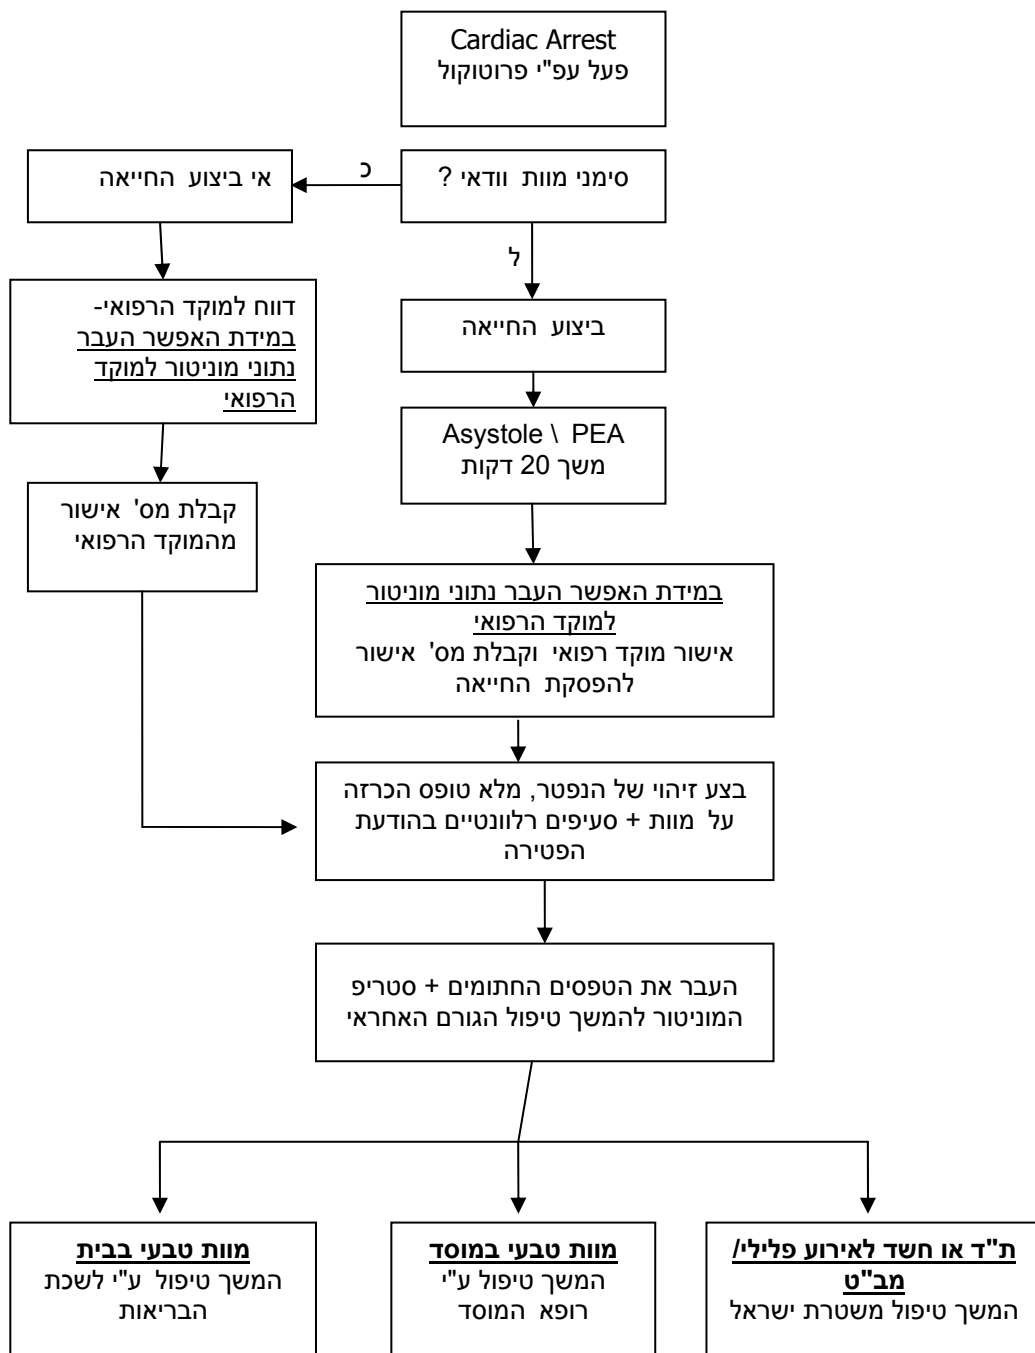 Cardiac Arrest
פעל עפ"י פרוטוקול
סימני מוות וודאי ?
כ
אי ביצוע החייאה
ל
ביצוע החייאה
דווח למוקד הרפואי-
במידת האפשר העבר
נתוני מוניטור למוקד
הרפואי
Asystole \ PEA
משך 20 דקות
קבלת מס' אישור
מהמוקד הרפואי
במידת האפשר העבר נתוני מוניטור
למוקד הרפואי
אישור מוקד רפואי וקבלת מס' אישור
להפסקת החייאה
בצע זיהוי של הנפטר, מלא טופס הכרזה
על מוות + סעיפים רלוונטיים בהודעת
הפטירה
העבר את הטפסים החתומים + סטריפ
המוניטור להמשך טיפול הגורם האחראי
ת"ד או חשד לאירוע פלילי/
מב"ט
המשך טיפול משטרת ישראל
מוות טבעי במוסד
המשך טיפול ע"י
רופא המוסד
מוות טבעי בבית
המשך טיפול ע"י לשכת
הבריאות